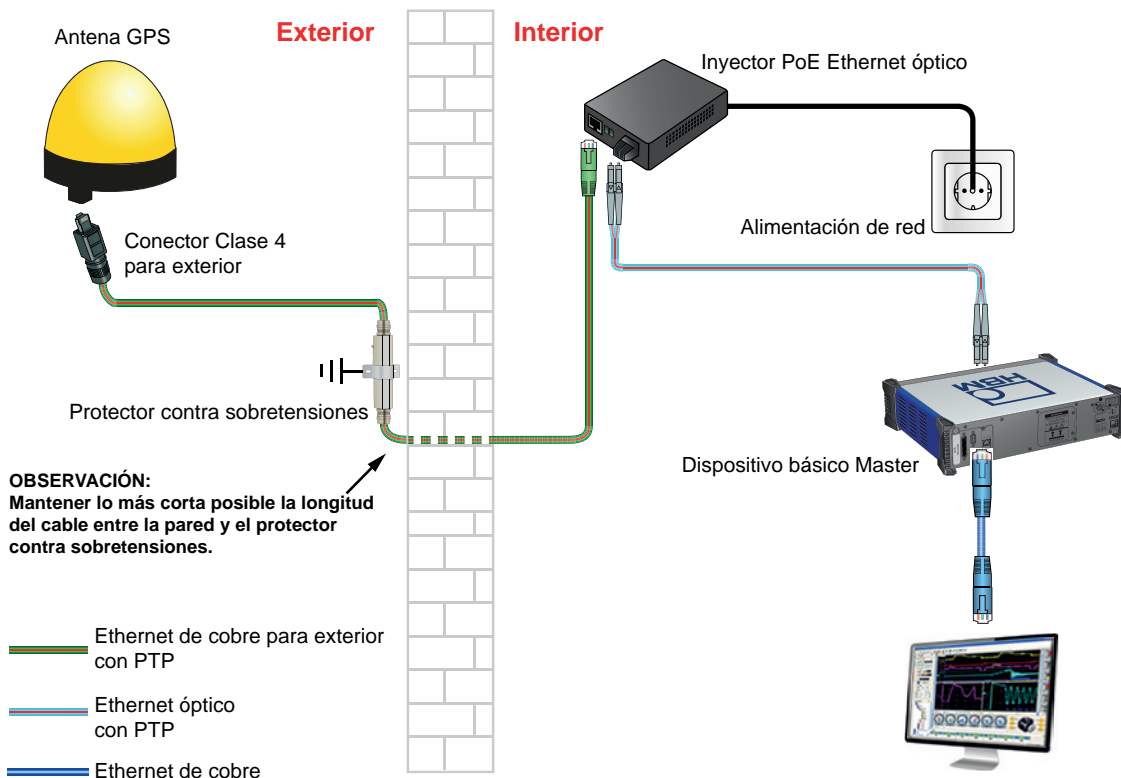 Antena GPS
Exterior
Interior
Inyector PoE Ethernet óptico
Conector Clase 4
para exterior
Alimentación de red
Protector contra sobretensiones
HBM
Dispositivo básico Master
OBSERVACIÓN:
Mantener lo más corta posible la longitud
del cable entre la pared y el protector
contra sobretensiones.
Ethernet de cobre para exterior
con PTP
Ethernet óptico
con PTP
Ethernet de cobre